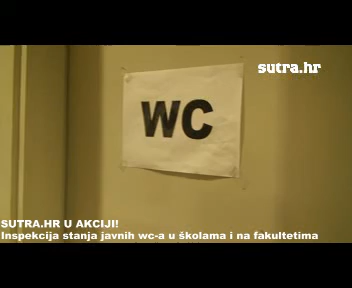 sutra.hr
WC
SUTRA.HR U AKCIJI!
Inspekcija stanja javnih wc-a u školama i na fakultetima